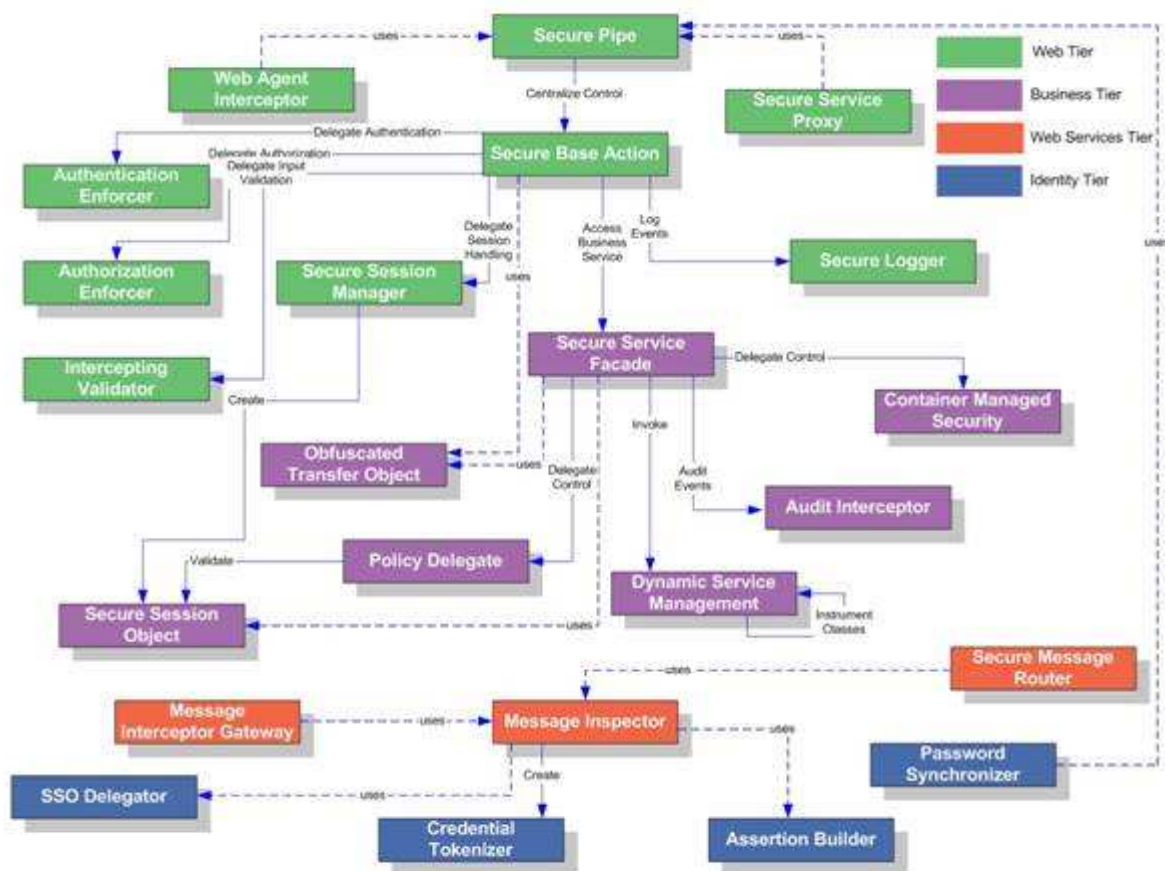 uses
Secure Pipe
uses
Web Tier
Web Agent
Interceptor
Centralize Control
Secure Service
Proxy
Business Tier
Web Services Tier
Identity Tier
Delegate Authentication
Delegate Authorization
Delegate Input
Validation
Secure Base Action
Authentication
Enforcer
Delegate
Session
Handling
uses
Access
Business
Service
Log
Events
uses
Authorization
Enforcer
Secure Session
Manager
Secure Logger
Intercepting
Validator
Create
Secure Service
Facade
Delegate Control
Container Managed
Security
Invoke
Obfuscated
Transfer Object
uses
Delegate
Control
Audit
Events
Audit Interceptor
Validate
Policy Delegate
Dynamic Service
Management
Instrument
Classes
Secure Session
Object
uses
Secure Message
Router
uses
Message
Interceptor Gateway
uses
Message Inspector
uses
Password
Synchronizer
SSO Delegator
uses
Create
Credential
Tokenizer
Assertion Builder